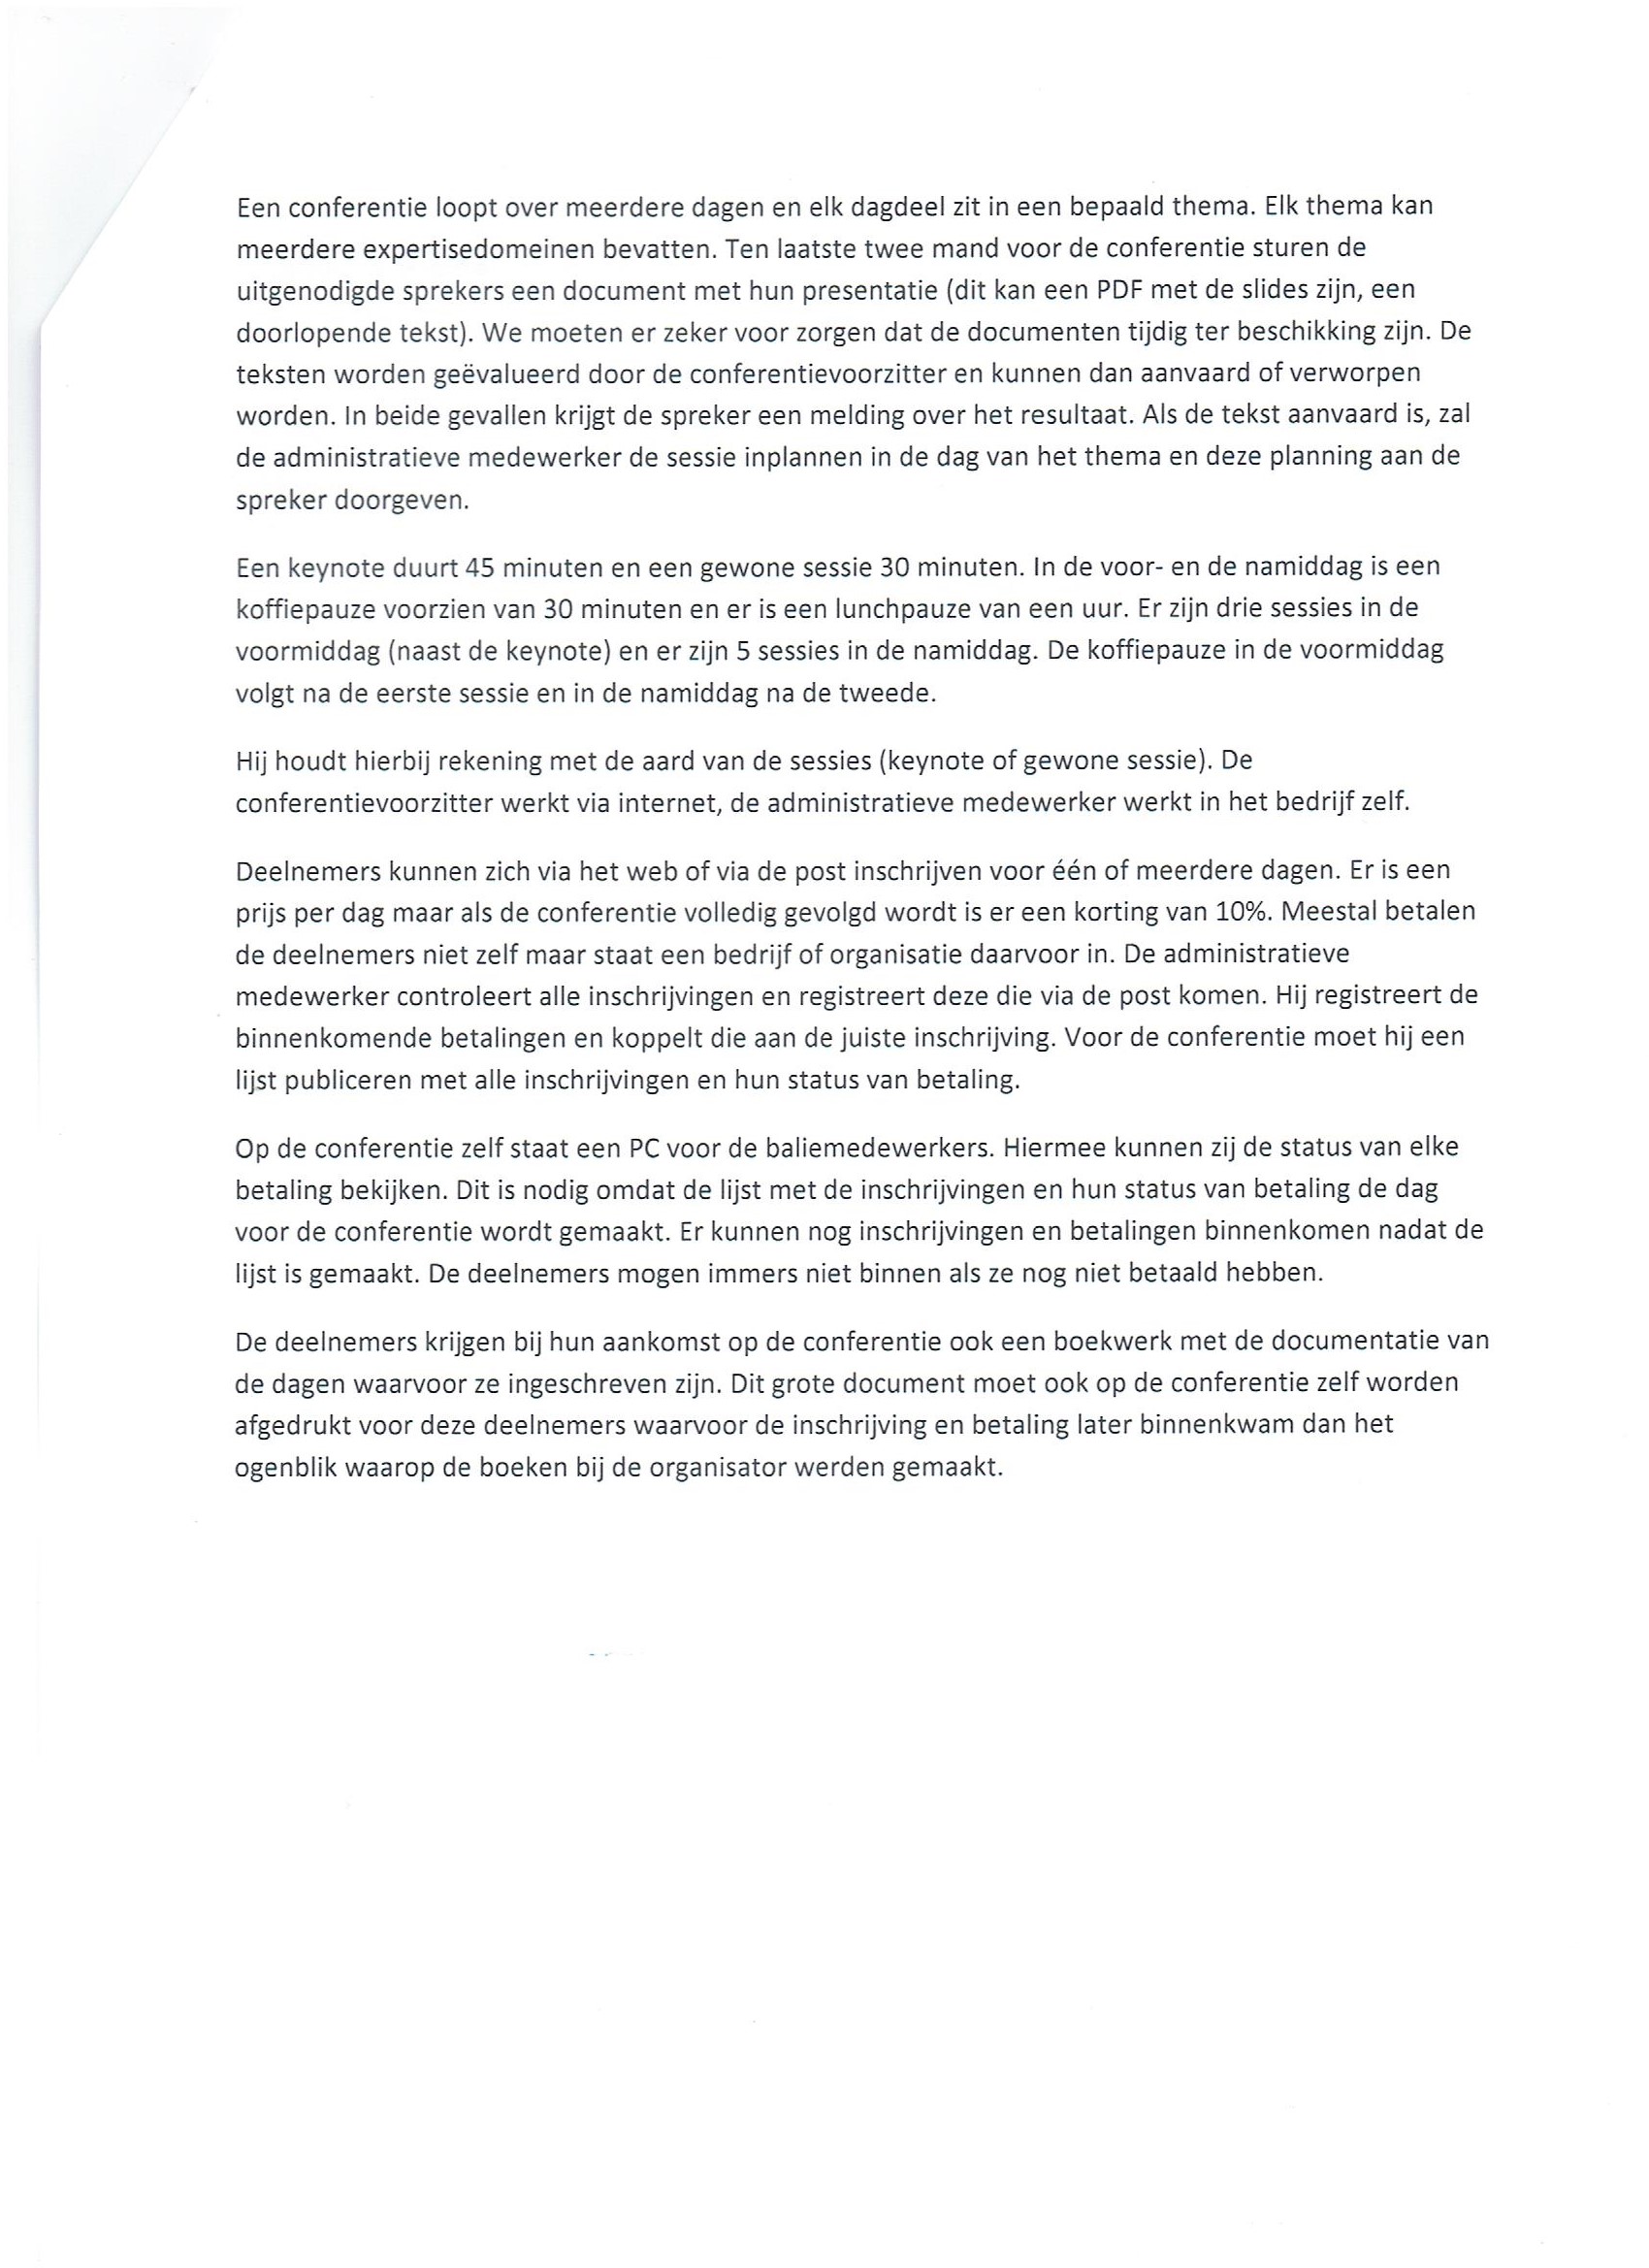 Een conferentie loopt over meerdere dagen en elk dagdeel zit in een bepaald thema. Elk thema kan
meerdere expertisedomeinen bevatten. Ten laatste twee mand voor de conferentie sturen de
uitgenodigde sprekers een document met hun presentatie (dit kan een PDF met de slides zijn, een
doorlopende tekst). We moeten er zeker voor zorgen dat de documenten tijdig ter beschikking zijn. De
teksten worden geëvalueerd door de conferentievoorzitter en kunnen dan aanvaard of verworpen
worden. In beide gevallen krijgt de spreker een melding over het resultaat. Als de tekst aanvaard is, zal
de administratieve medewerker de sessie inplannen in de dag van het thema en deze planning aan de
spreker doorgeven.
Een keynote duurt 45 minuten en een gewone sessie 30 minuten. In de voor- en de namiddag is een
koffiepauze voorzien van 30 minuten en er is een lunchpauze van een uur. Er zijn drie sessies in de
voormiddag (naast de keynote) en er zijn 5 sessies in de namiddag. De koffiepauze in de voormiddag
volgt na de eerste sessie en in de namiddag na de tweede.
Hij houdt hierbij rekening met de aard van de sessies (keynote of gewone sessie). De
conferentievoorzitter werkt via internet, de administratieve medewerker werkt in het bedrijf zelf.
Deelnemers kunnen zich via het web of via de post inschrijven voor één of meerdere dagen. Er is een
prijs per dag maar als de conferentie volledig gevolgd wordt is er een korting van 10%. Meestal betalen
de deelnemers niet zelf maar staat een bedrijf of organisatie daarvoor in. De administratieve
medewerker controleert alle inschrijvingen en registreert deze die via de post komen. Hij registreert de
binnenkomende betalingen en koppelt die aan de juiste inschrijving. Voor de conferentie moet hij een
lijst publiceren met alle inschrijvingen en hun status van betaling.
Op de conferentie zelf staat een PC voor de baliemedewerkers. Hiermee kunnen zij de status van elke
betaling bekijken. Dit is nodig omdat de lijst met de inschrijvingen en hun status van betaling de dag
voor de conferentie wordt gemaakt. Er kunnen nog inschrijvingen en betalingen binnenkomen nadat de
lijst is gemaakt. De deelnemers mogen immers niet binnen als ze nog niet betaald hebben.
De deelnemers krijgen bij hun aankomst op de conferentie ook een boekwerk met de documentatie van
de dagen waarvoor ze ingeschreven zijn. Dit grote document moet ook op de conferentie zelf worden
afgedrukt voor deze deelnemers waarvoor de inschrijving en betaling later binnenkwam dan het
ogenblik waarop de boeken bij de organisator werden gemaakt.